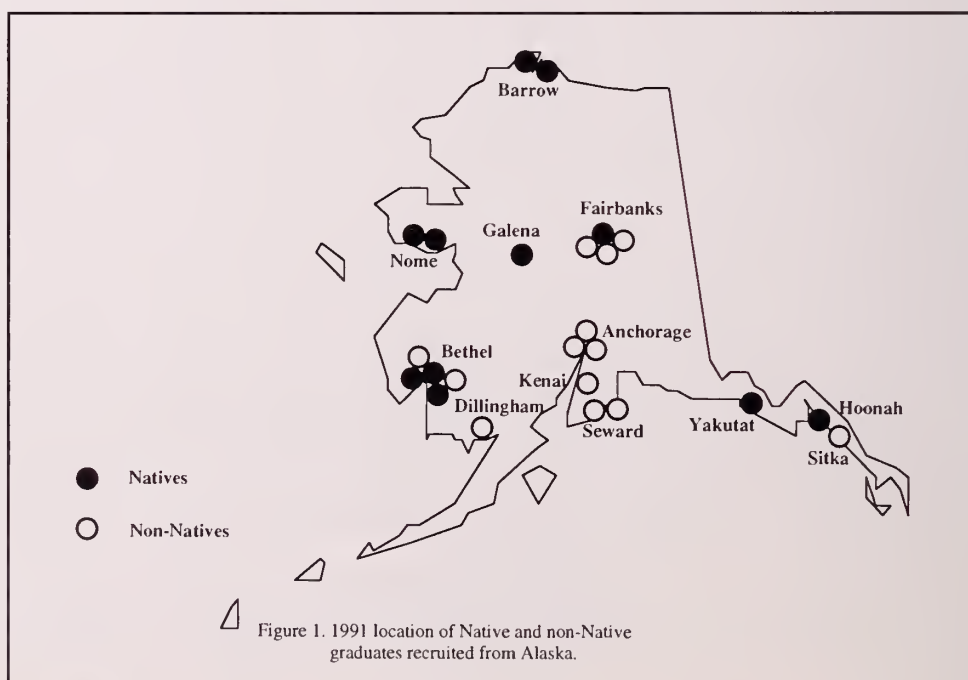 Barrow
Fairbanks
Galena
Nome
Anchorage
Bethel
Kenai
Dillingham
Hoonah
Seward
Yakutat
Sitka
Natives
Non-Natives
Figure 1. 1991 location of Native and non-Native
graduates recruited from Alaska.